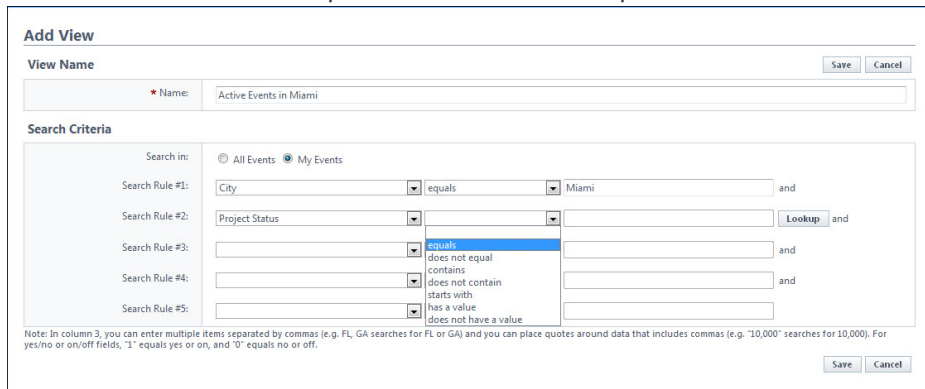 Add View
View Name
Save Cancel
* Name: Active Events in Miami
Search Criteria
Search in: All Events My Events
Search Rule #1: City equals Miami and
Search Rule #2: Project Status Lookup and
Search Rule #3: and
equals
does not equal
contains
does not contain
starts with
has a value
does not have a value
Search Rule #4: and
Search Rule #5:
Note: In column 3, you can enter multiple items separated by commas (e.g. FL, GA searches for FL or GA) and you can place quotes around data that includes commas (e.g. "10,000" searches for 10,000). For
yes/no or on/off fields, "1" equals yes or on, and "0" equals no or off.
Save Cancel